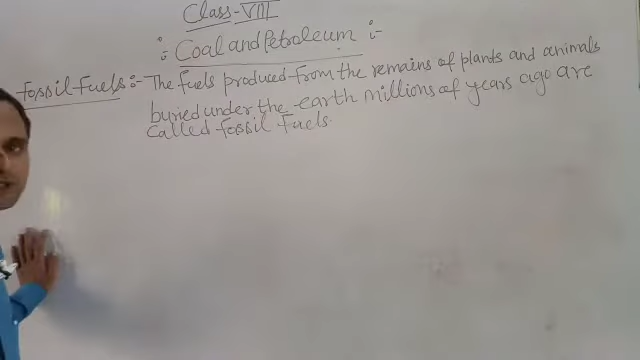 Class-VIII
:- Coal and Petroleum :-
Fossil Fuels:- The fuels produced from the remains of plants and animals
buried under the earth millions of years ago are
called fossil fuels.